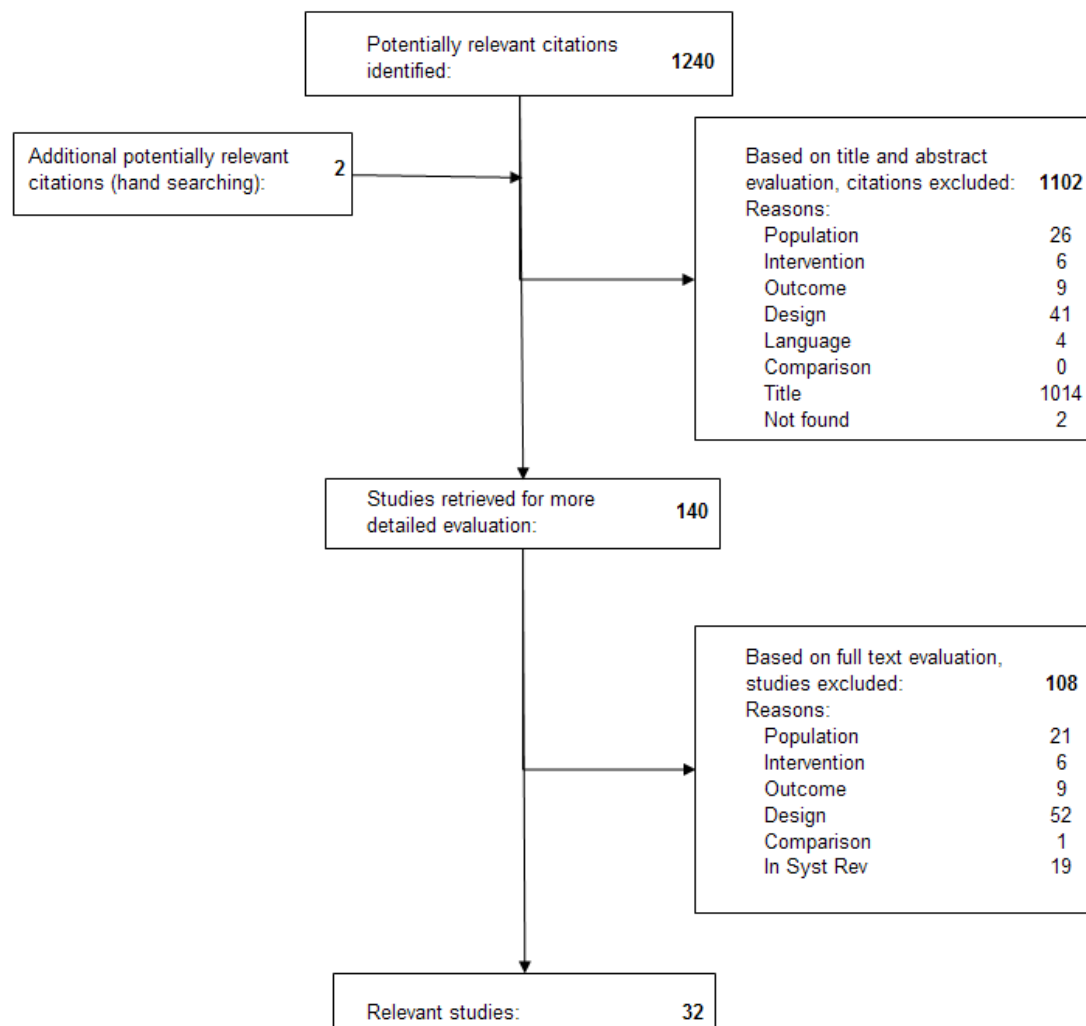 Potentially relevant citations
identified: 1240
Additional potentially relevant
citations (hand searching): 2
Based on title and abstract
evaluation, citations excluded: 1102
Reasons:
Population 26
Intervention 6
Outcome 9
Design 41
Language 4
Comparison 0
Title 1014
Not found 2
Studies retrieved for more
detailed evaluation: 140
Based on full text evaluation,
studies excluded: 108
Reasons:
Population 21
Intervention 6
Outcome 9
Design 52
Comparison 1
In Syst Rev 19
Relevant studies: 32